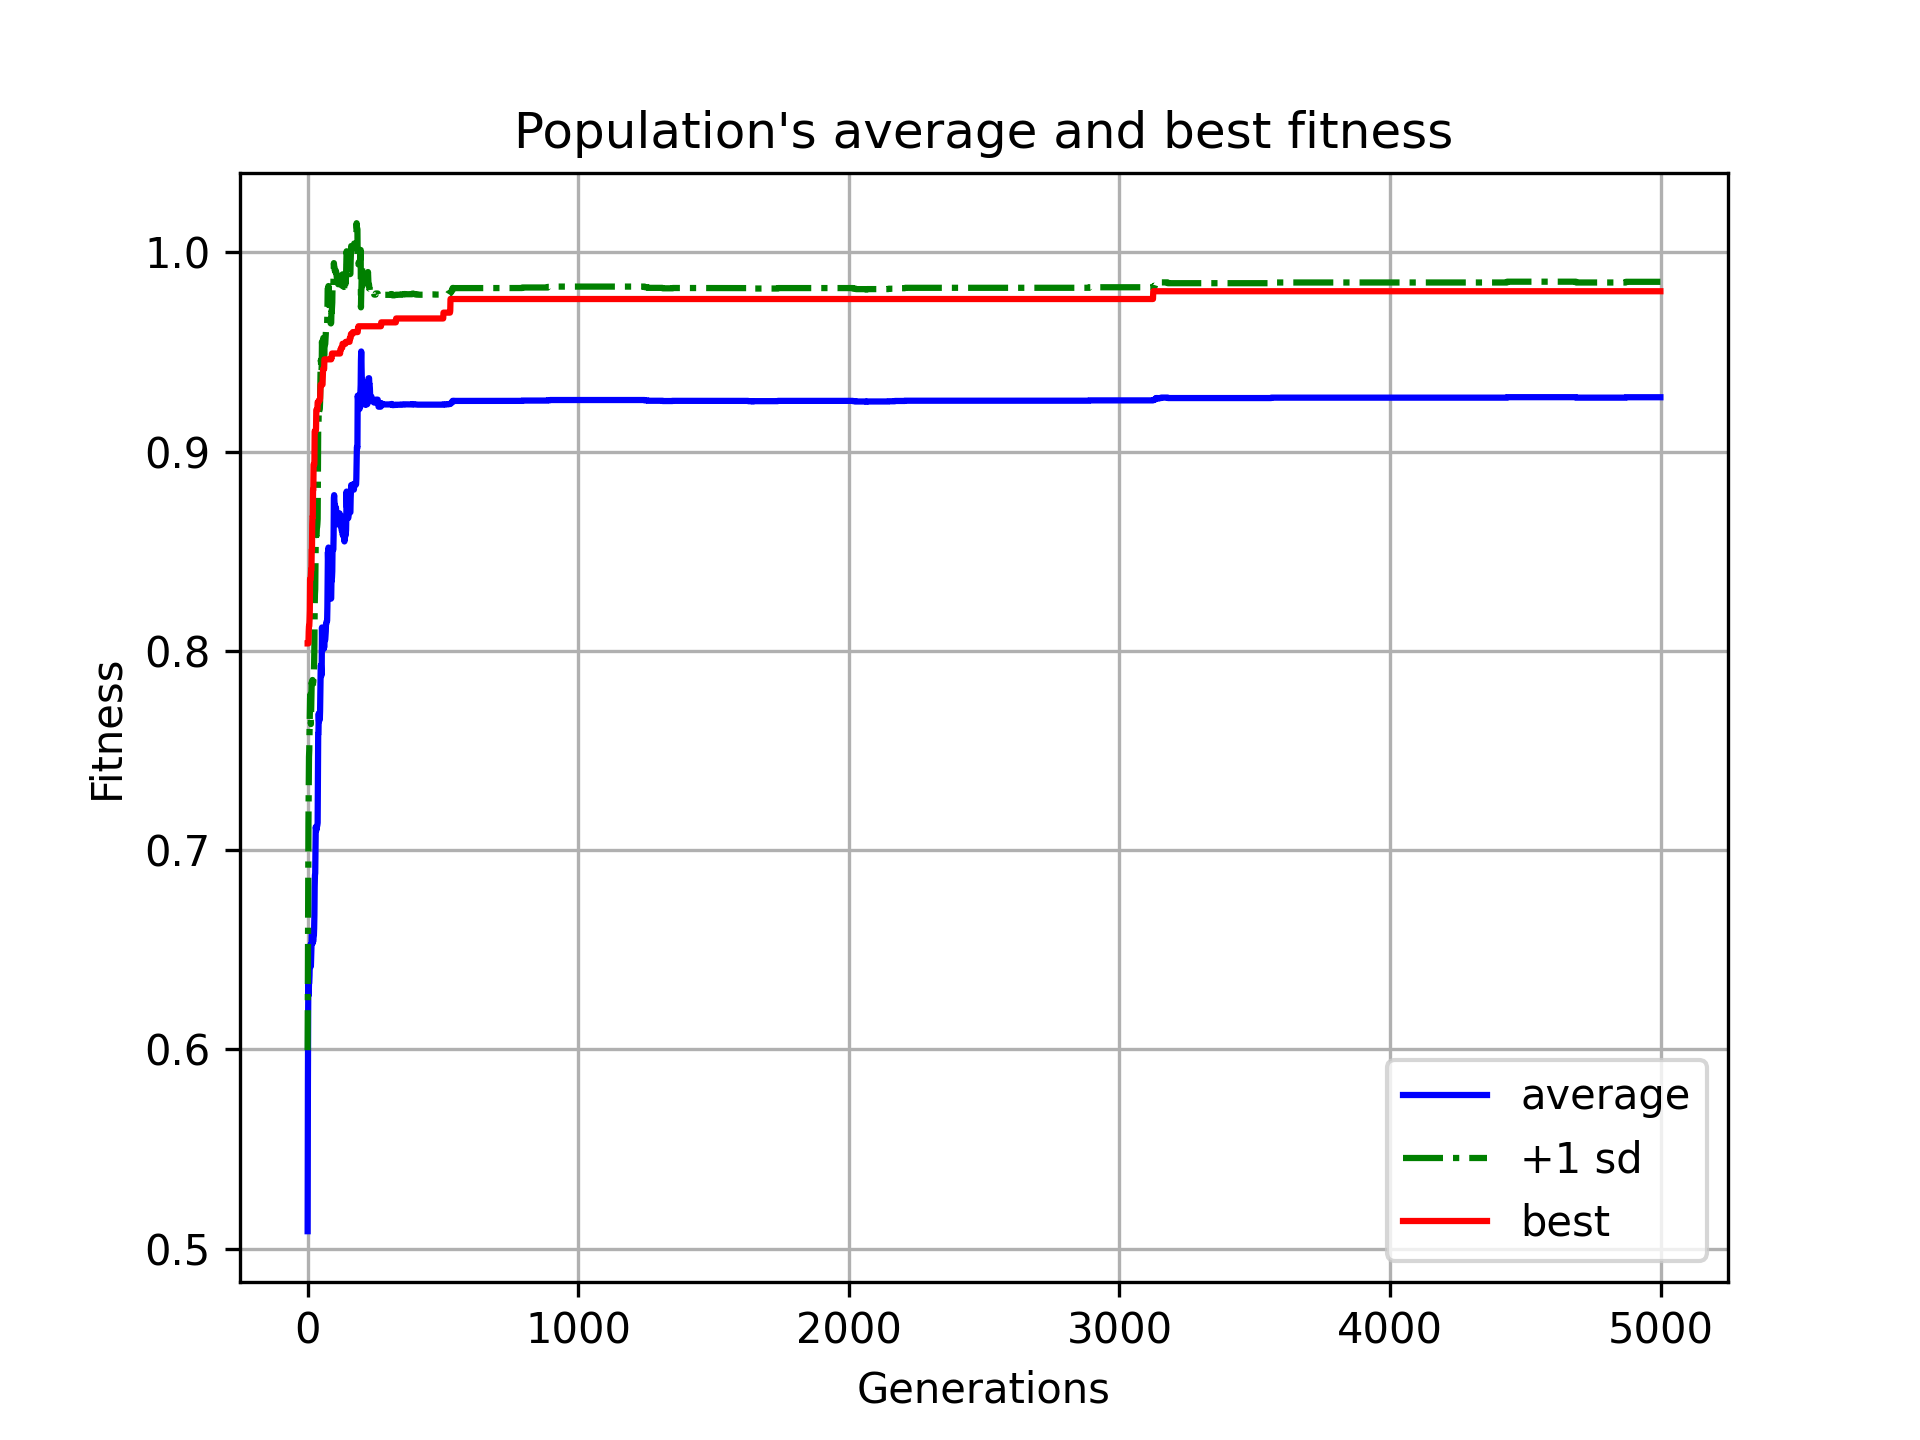 Population's average and best fitness
1.0
0.9
0.8
0.7
0.6
0.5
Fitness
0 1000 2000 3000 4000 5000
Generations
average
+1 sd
best